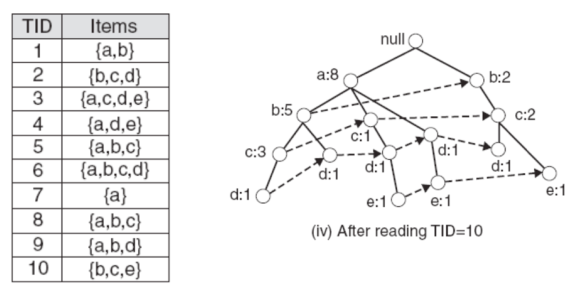 TID Items
1 {a,b}
2 {b,c,d}
3 {a,c,d,e}
4 {a,d,e}
5 {a,b,c}
6 {a,b,c,d}
7 {a}
8 {a,b,c}
9 {a,b,d}
10 {b,c,e}
null
a:8 b:2
b:5 c:1 c:2
c:3 d:1 d:1 d:1 d:1
d:1 e:1 e:1 e:1
(iv) After reading TID=10